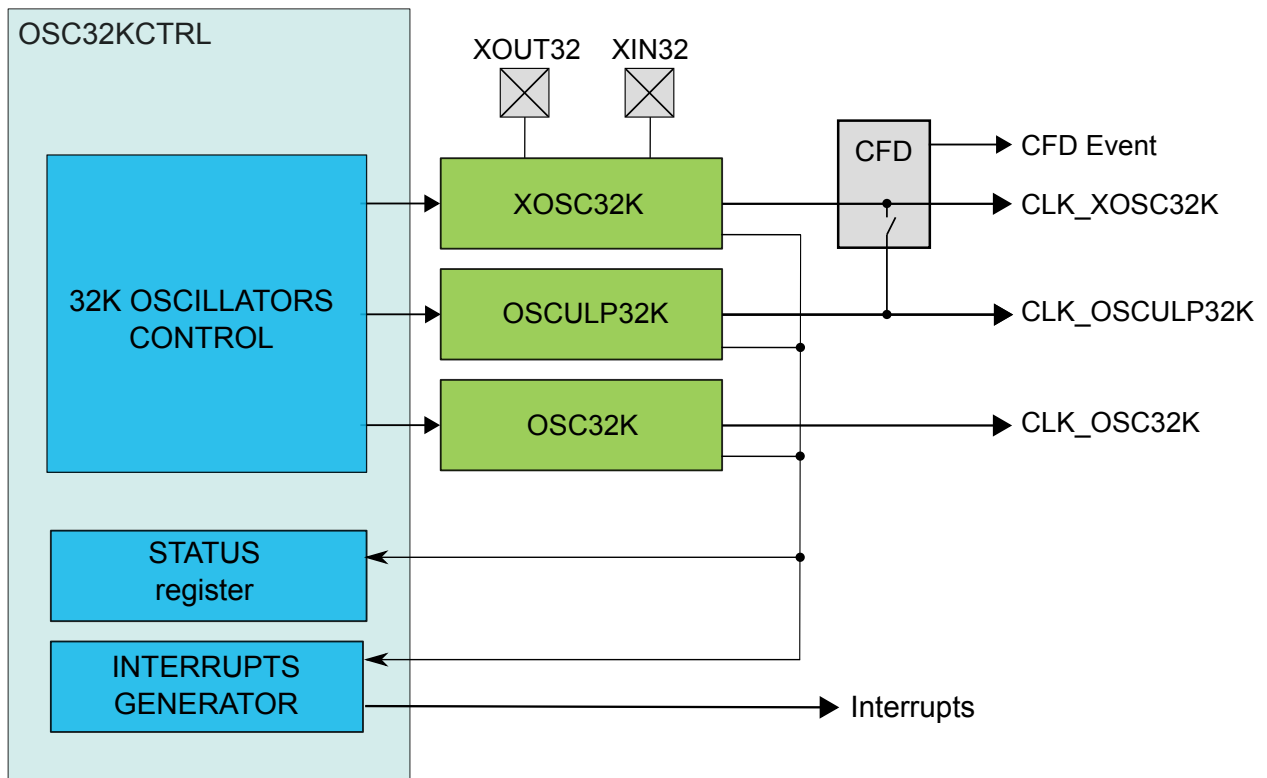 OSC32KCTRL
XOUT32
XIN32
CFD
CFD Event
XOSC32K
CLK_XOSC32K
32K OSCILLATORS
CONTROL
OSCULP32K
CLK_OSCULP32K
OSC32K
CLK_OSC32K
STATUS
register
INTERRUPTS
GENERATOR
Interrupts